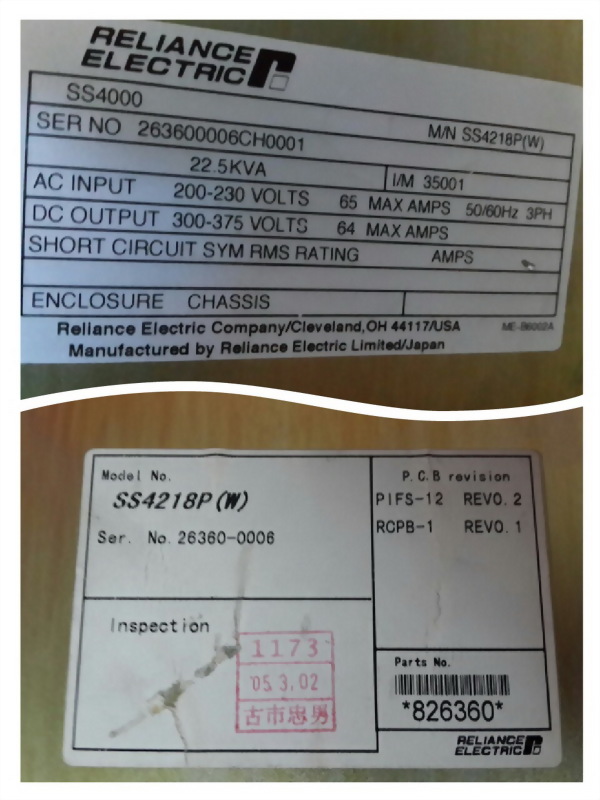 RELIANCE
ELECTRIC
SS4000
M/N SS4218P(W)
SER NO 263600006CH0001
22.5KVA
I/M 35001
AC INPUT 200-230 VOLTS 65 MAX AMPS 50/60Hz 3PH
DC OUTPUT 300-375 VOLTS 64 MAX AMPS
SHORT CIRCUIT SYM RMS RATING AMPS
ENCLOSURE CHASSIS
Reliance Electric Company/Cleveland,OH 44117/USA
ME-B6002A
Manufactured by Reliance Electric Limited/Japan
Model No.
SS4218P(W)
Ser. No. 26360-0006
P.C.B revision
PIFS-12 REV0.2
RCPB-1 REV0.1
Inspection
1173
'05.3.02
古市忠男
Parts No.
*826360*
RELIANCE
ELECTRIC